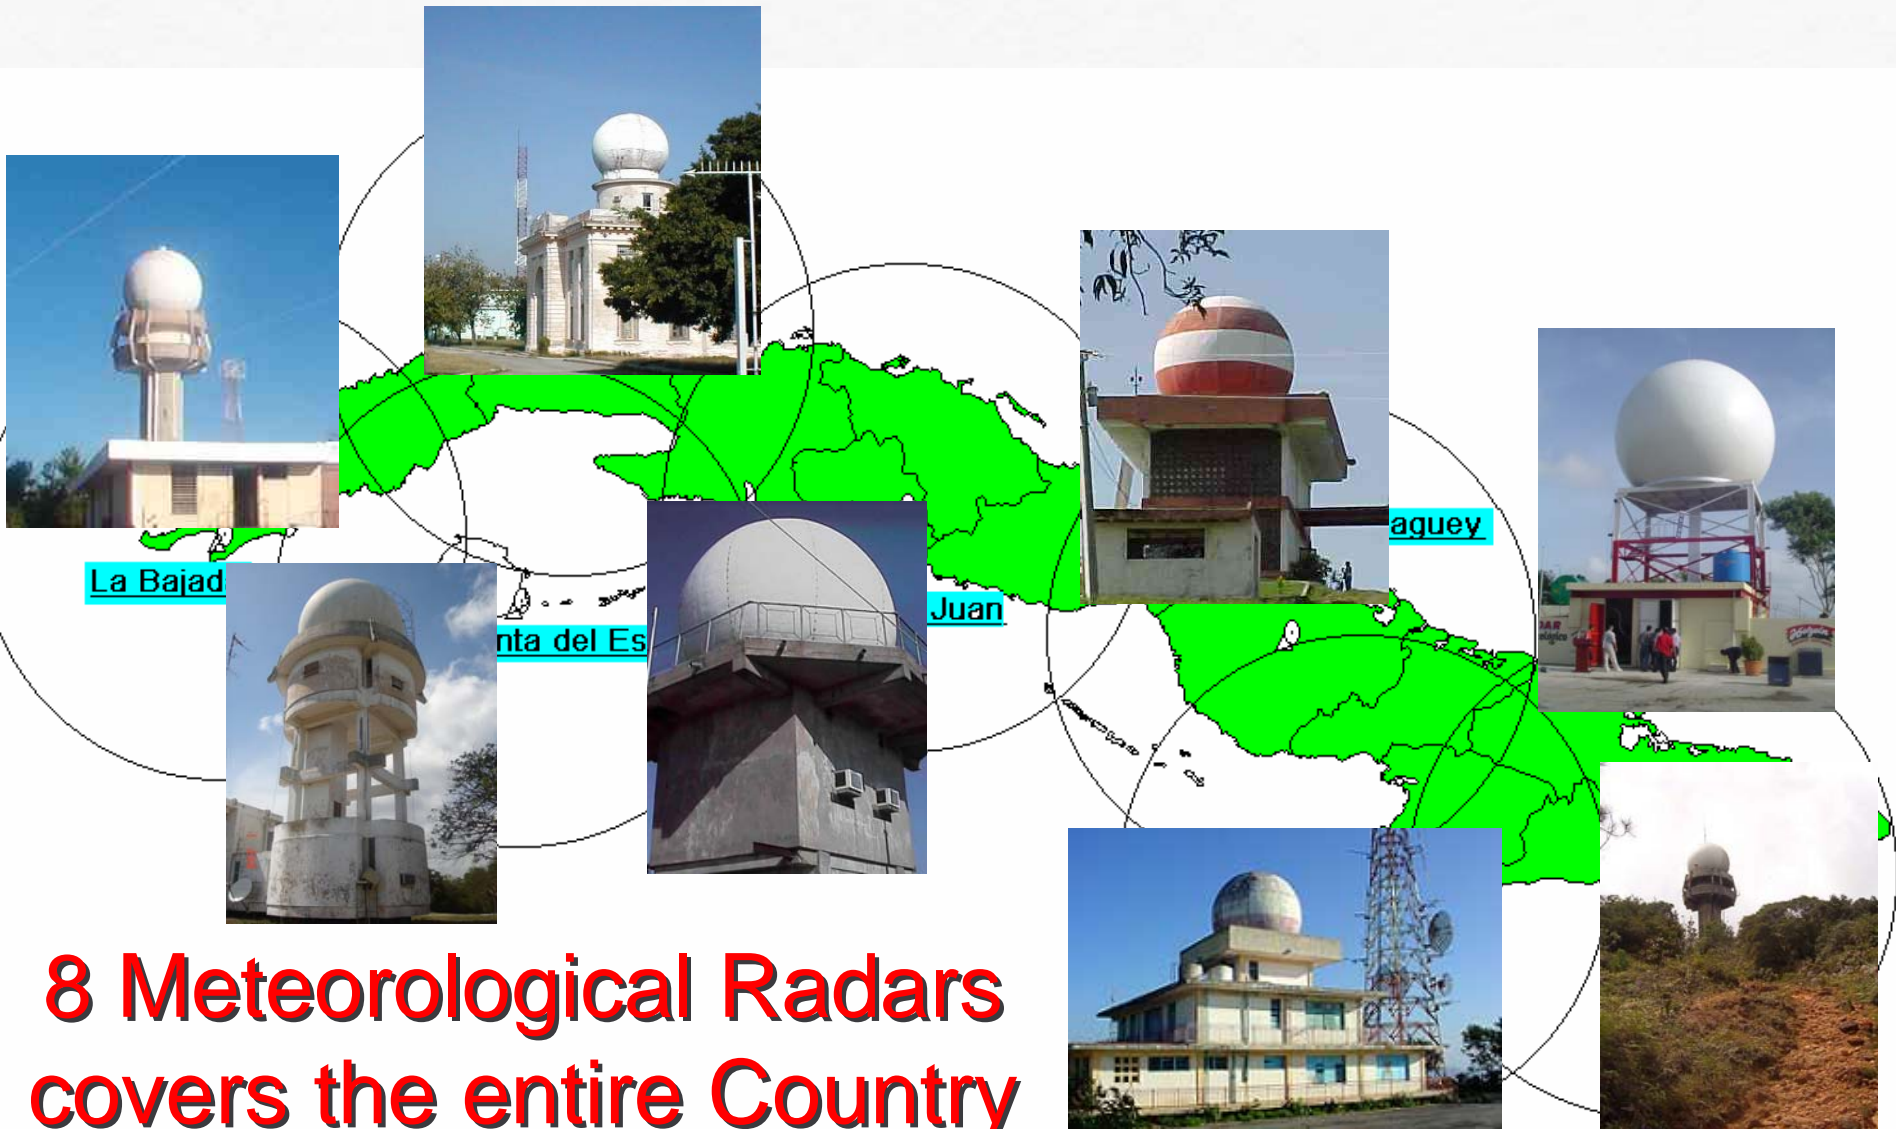 aguey
La Bajad
Juan
nta del Es
8 Meteorological Radars
covers the entire Country